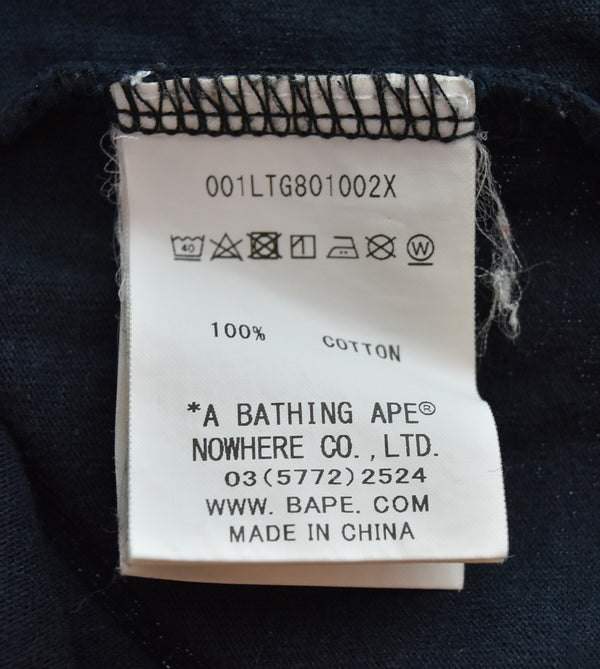 001LTG801002X
40 W
100% COTTON
*A BATHING APE®
NOWHERE CO.,LTD.
03(5772)2524
WWW. BAPE. COM
MADE IN CHINA